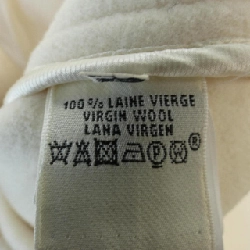 100% LAINE VIERGE
VIRGIN WOOL
LANA VIRGEN
P ®